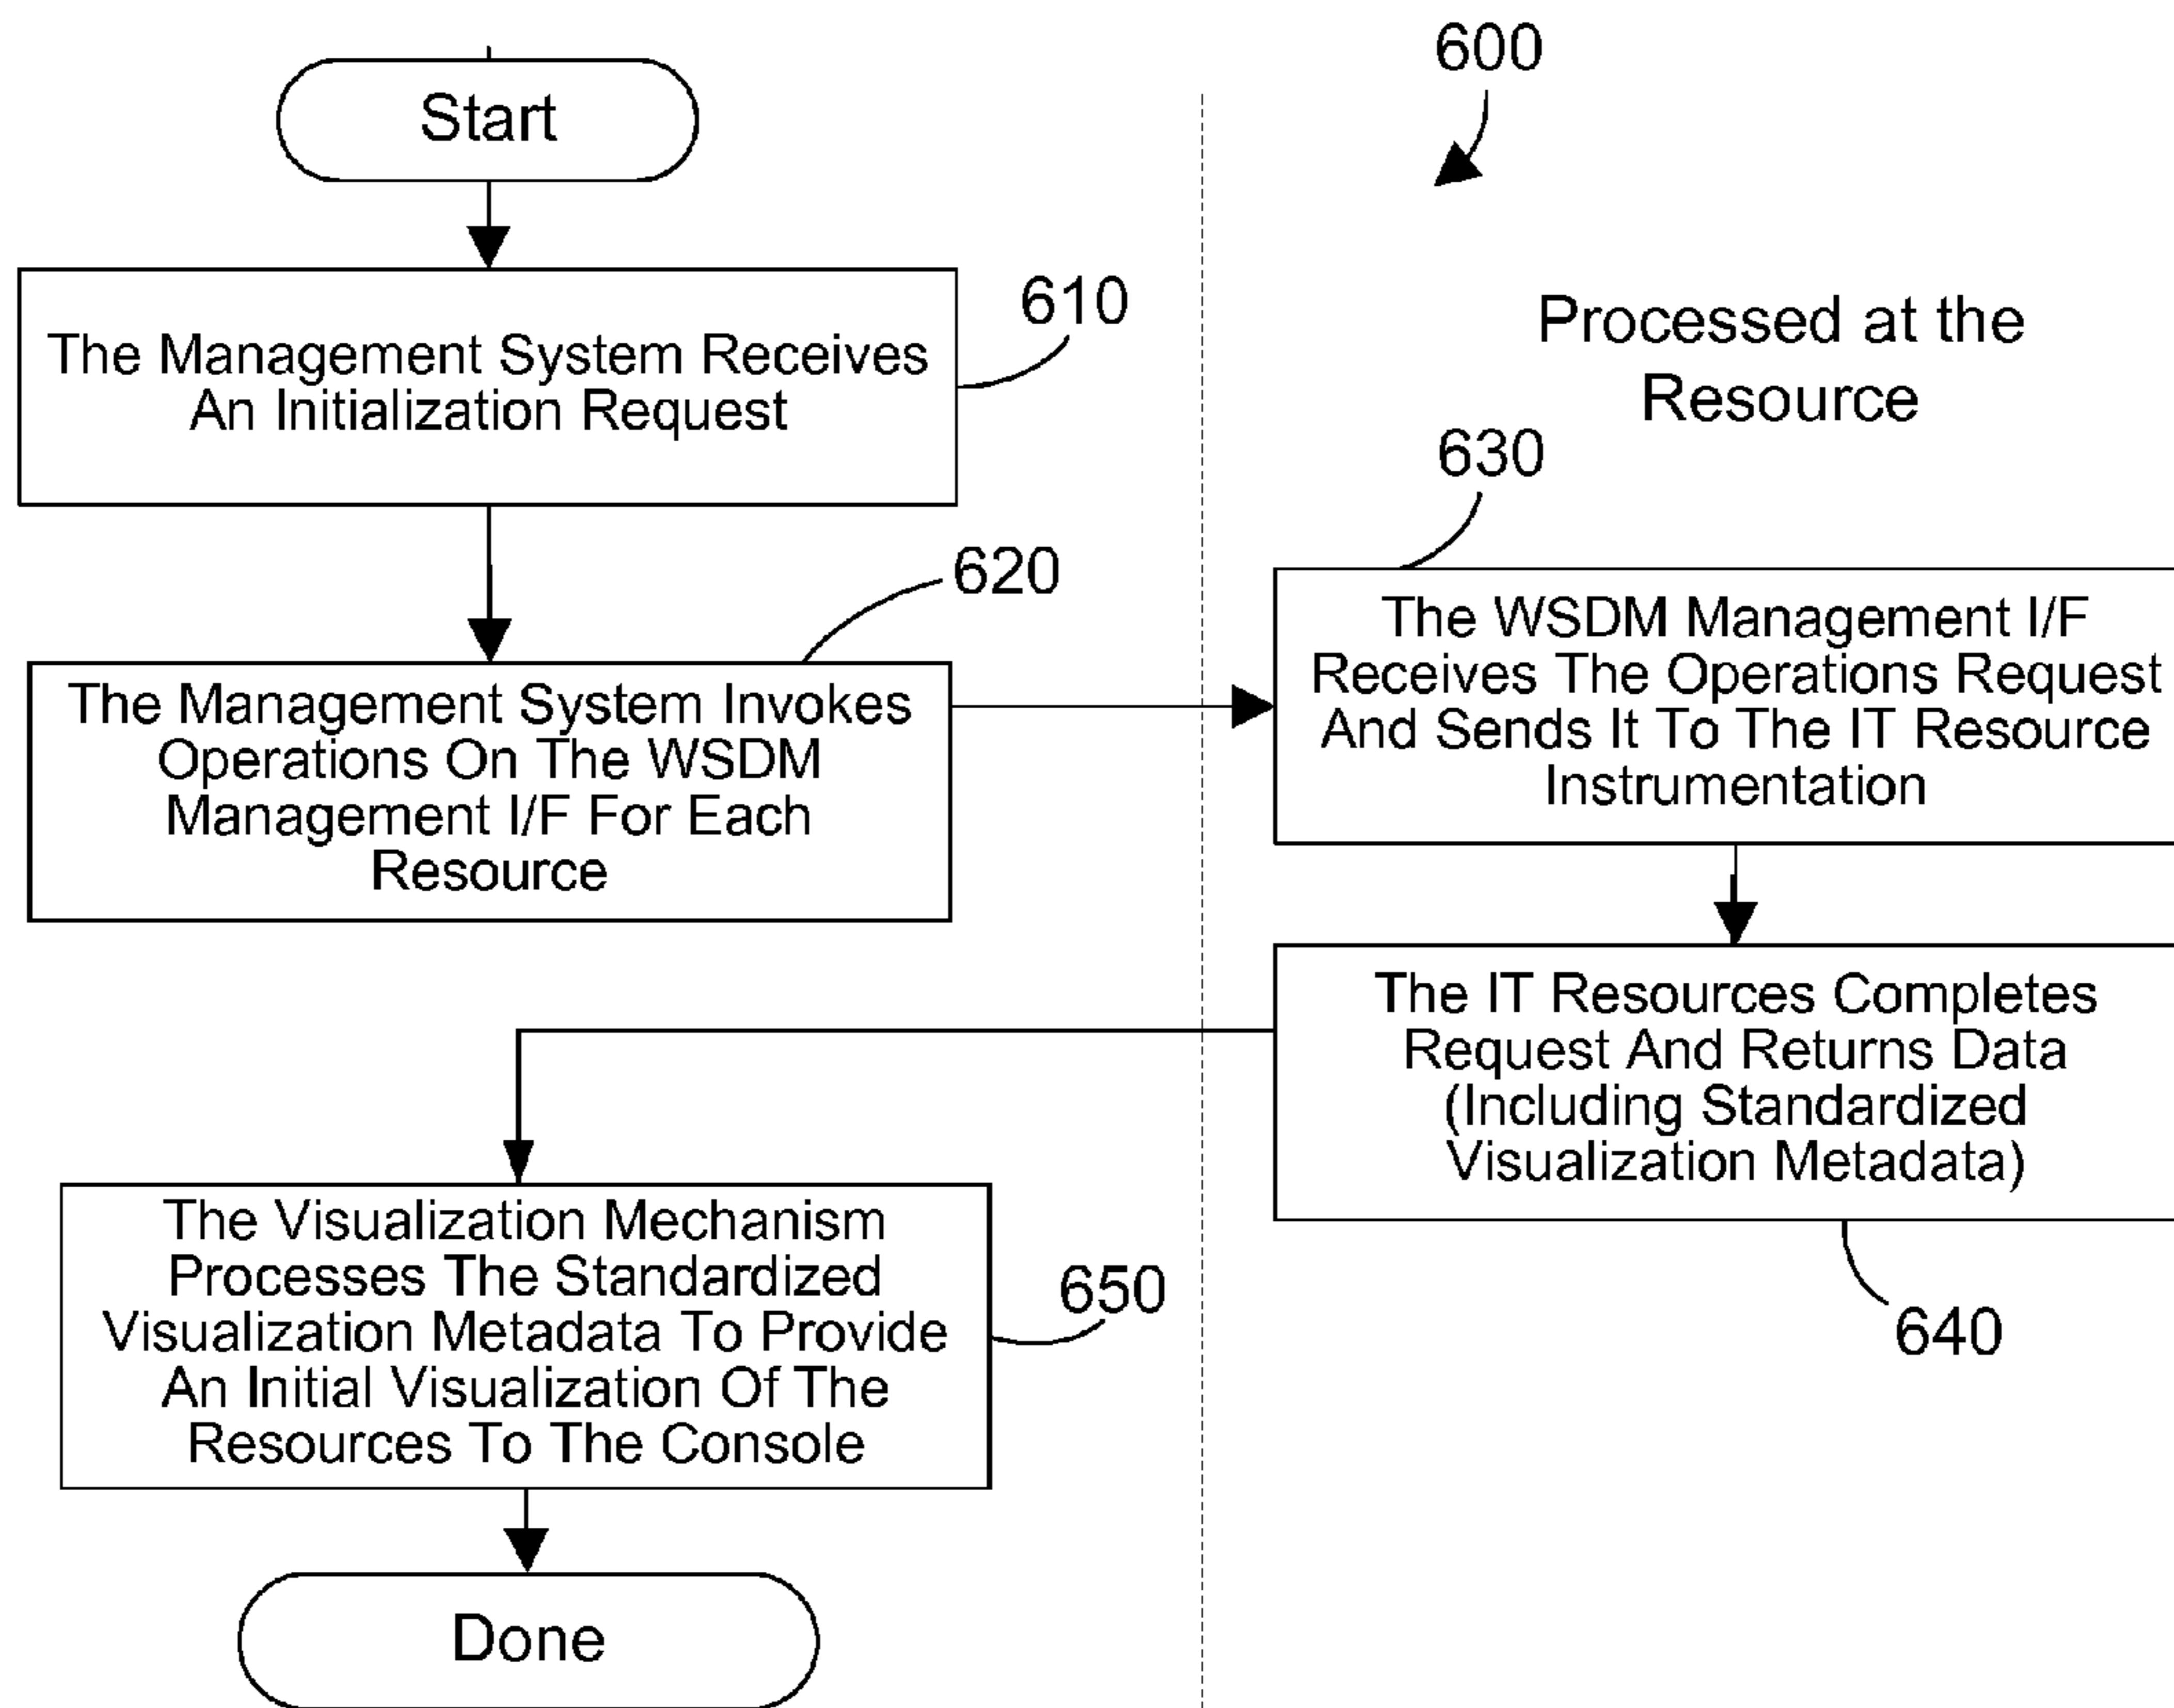 Start
600
The Management System Receives
An Initialization Request
610
Processed at the
Resource
620
The Management System Invokes
Operations On The WSDM
Management I/F For Each
Resource
630
The WSDM Management I/F
Receives The Operations Request
And Sends It To The IT Resource
Instrumentation
The IT Resources Completes
Request And Returns Data
(Including Standardized
Visualization Metadata)
640
The Visualization Mechanism
Processes The Standardized
Visualization Metadata To Provide
An Initial Visualization Of The
Resources To The Console
650
Done